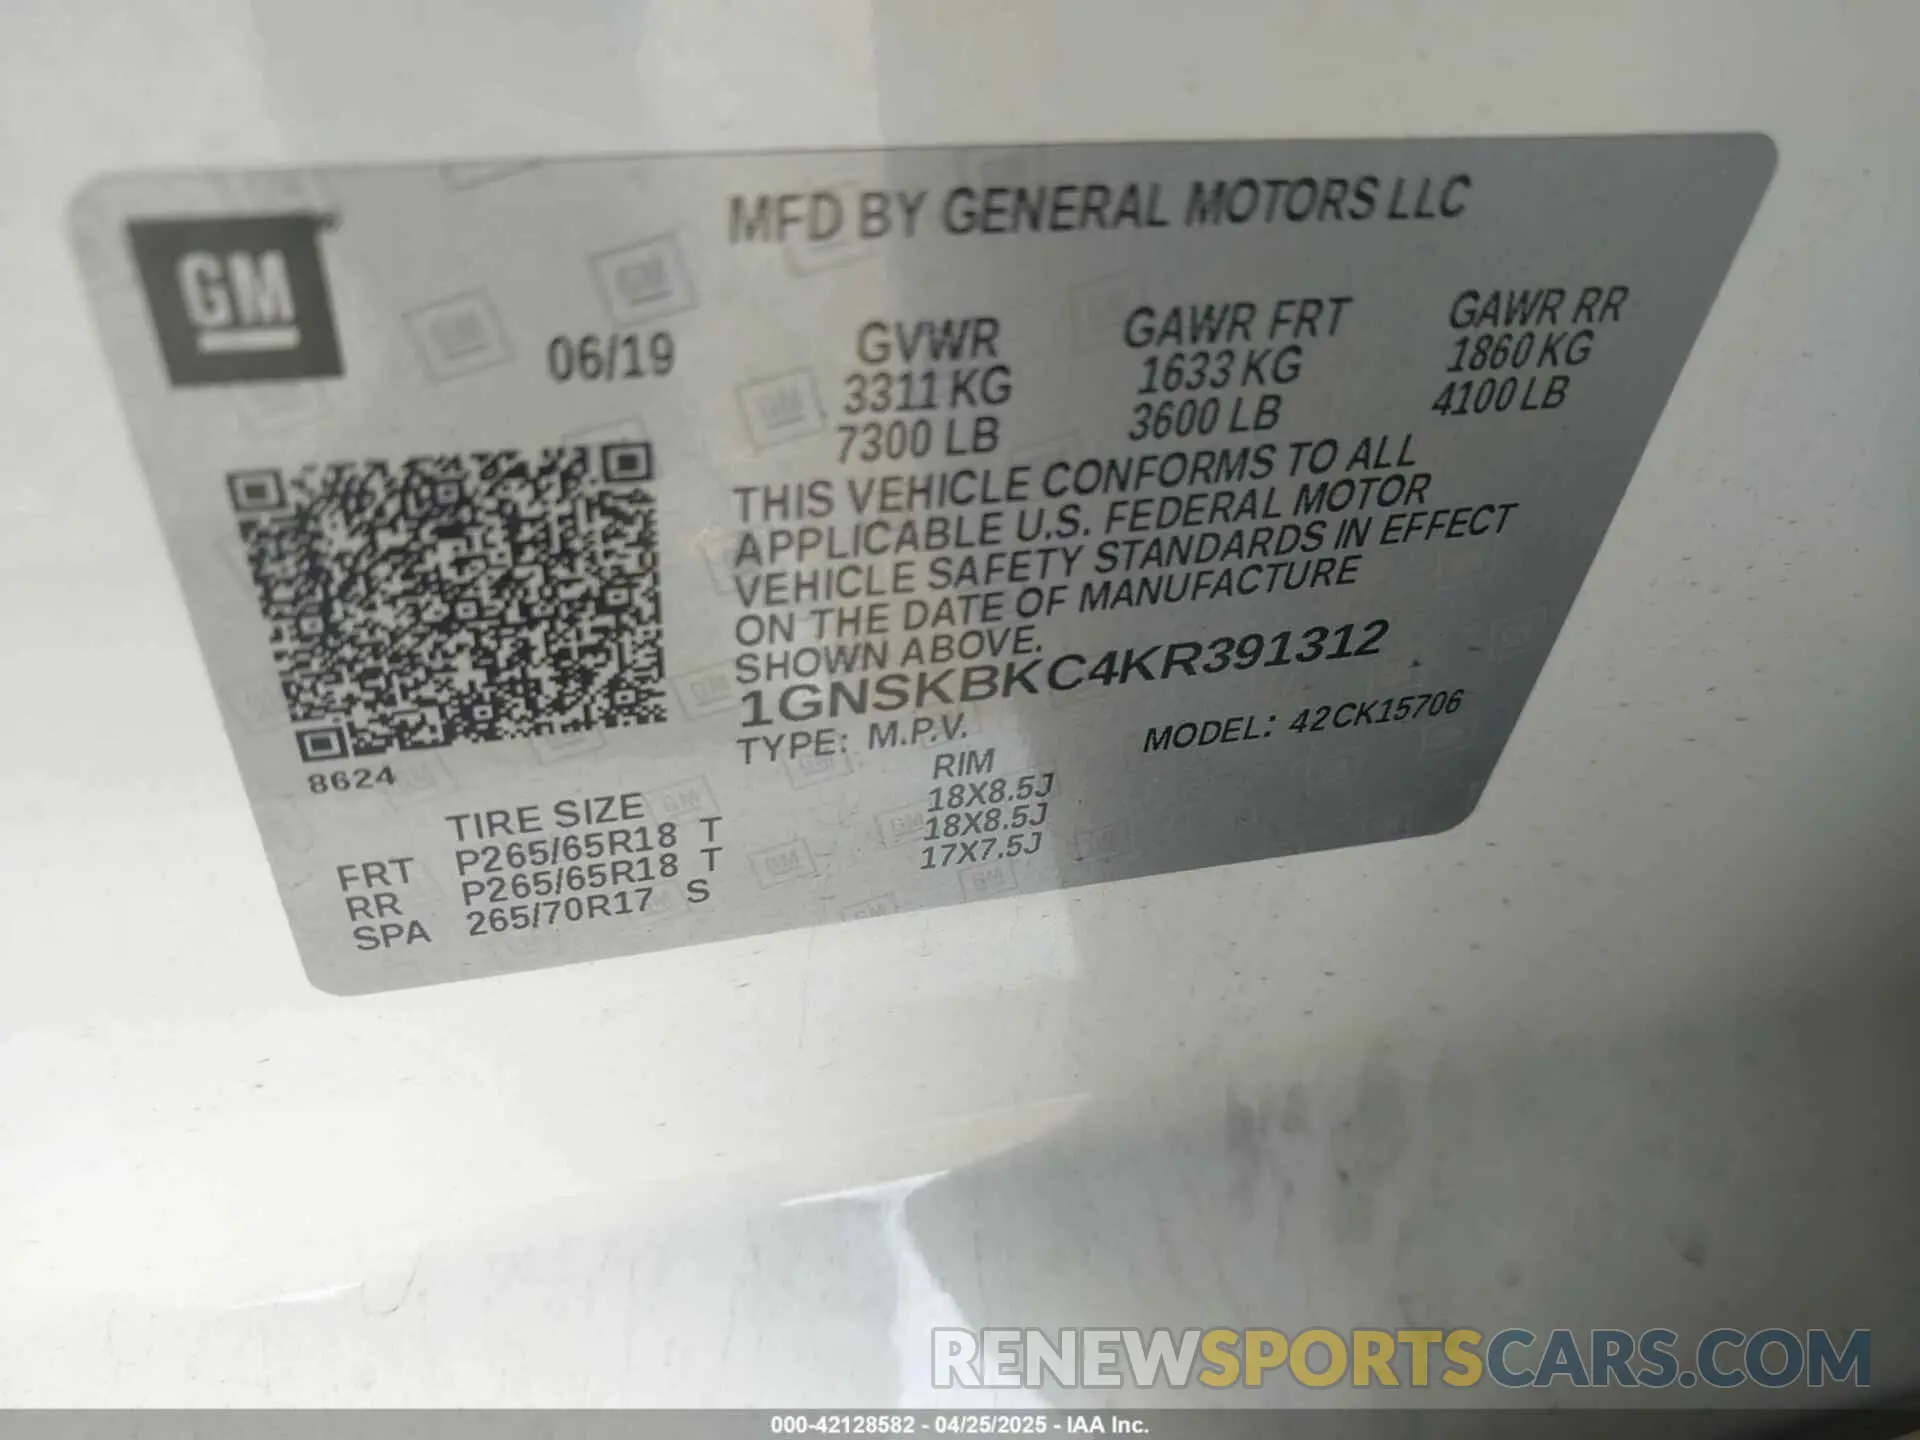 MFD BY GENERAL MOTORS LLC
GM
06/19
GVWR GAWR FRT GAWR RR
3311 KG 1633 KG 1860 KG
7300 LB 3600 LB 4100 LB
THIS VEHICLE CONFORMS TO ALL
APPLICABLE U.S. FEDERAL MOTOR
VEHICLE SAFETY STANDARDS IN EFFECT
ON THE DATE OF MANUFACTURE
SHOWN ABOVE.
1GNSKBKC4KR391312
TYPE: M.P.V. MODEL: 42CK15706
8624
TIRE SIZE RIM
FRT P265/65R18 T 18X8.5J
RR P265/65R18 T 18X8.5J
SPA 265/70R17 S 17X7.5J
RENEWSPORTSCARS.COM
000-42128582 - 04/25/2025 - IAA Inc.